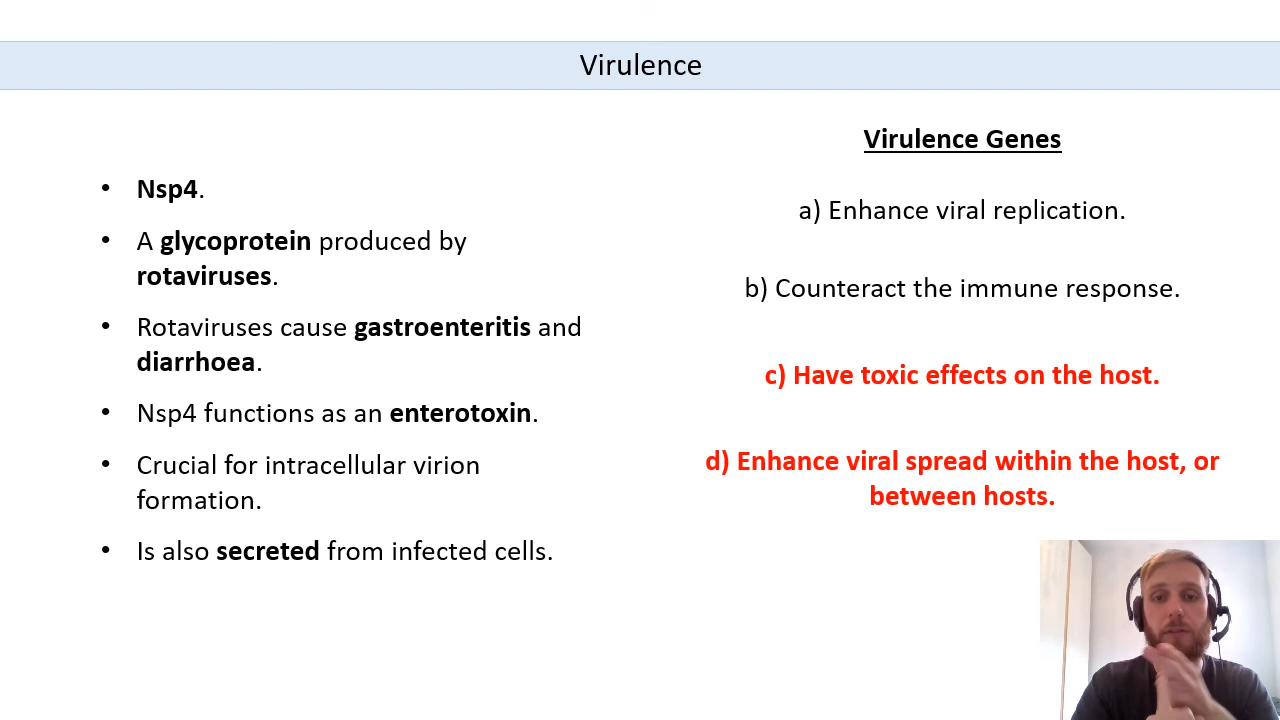 Virulence
• Nsp4.
• A glycoprotein produced by
rotaviruses.
• Rotaviruses cause gastroenteritis and
diarrhoea.
• Nsp4 functions as an enterotoxin.
• Crucial for intracellular virion
formation.
• Is also secreted from infected cells.
Virulence Genes
a) Enhance viral replication.
b) Counteract the immune response.
c) Have toxic effects on the host.
d) Enhance viral spread within the host, or
between hosts.